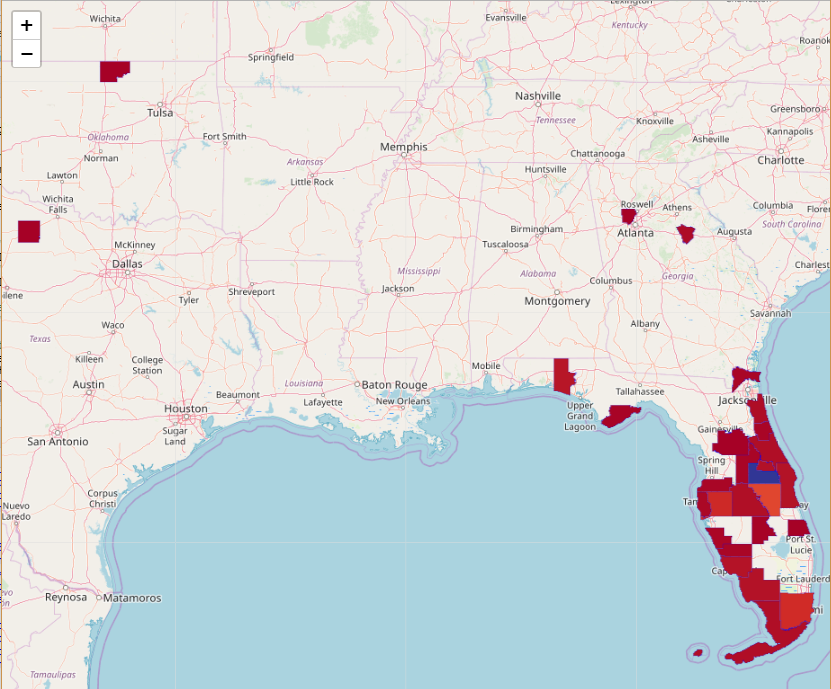 +
−
Wichita
Evansville
Lexington
Kentucky
Springfield
Roanok
Nashville
Tennessee
Knoxville
Greensboro
Tulsa
Oklahoma
Norman
Fort Smith
Arkansas
Little Rock
Memphis
Chattanooga
Huntsville
Asheville
Kannapolis
Charlotte
Lawton
Wichita
Falls
Roswell
Athens
Atlanta
Columbia
South Carolina
Augusta
Birmingham
Tuscaloosa
McKinney
Dallas
Mississippi
Alabama
Georgia
Charlest
Columbus
ilene
Tyler
Shreveport
Jackson
Montgomery
Savannah
Waco
Texas
Albany
Killeen
College
Station
Mobile
Tallahassee
Austin
Beaumont
Louisiana
Lafayette
Baton Rouge
New Orleans
Upper
Grand
Lagoon
Jacksonville
Houston
Sugar
Land
San Antonio
Gainesville
Spring
Hill
Corpus
Christi
Nuevo
Laredo
Tam
ay
Port St.
Lucie
Cap
Fort Lauderd
ni
Reynosa
Matamoros
Tamaulipas